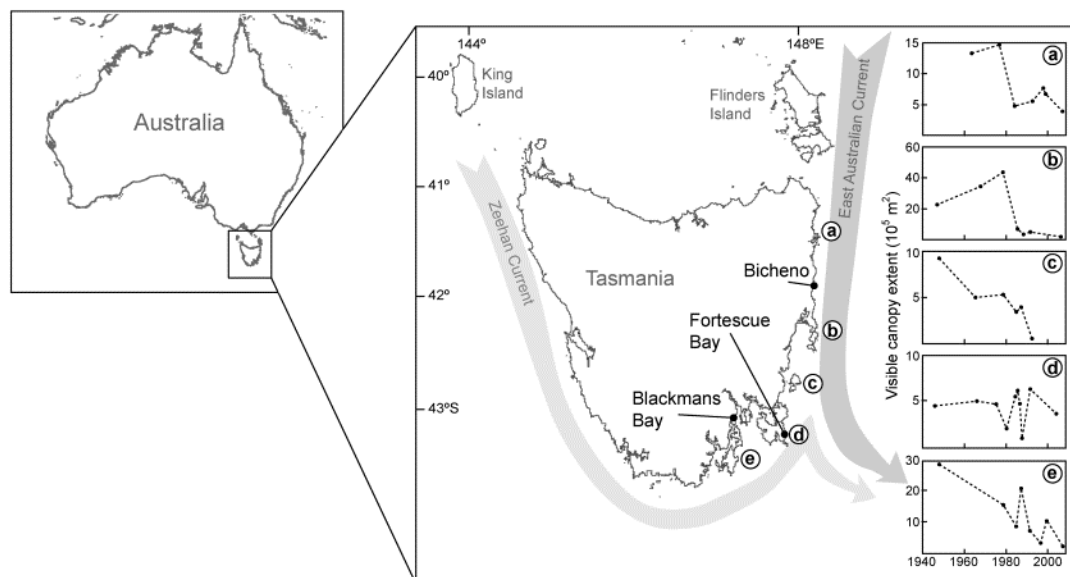 Australia
144º
148ºE
40º
41º
42º
43ºS
King
Island
Flinders
Island
Zeehan Current
East Australian Current
Tasmania
Bicheno
Fortescue
Bay
Blackmans
Bay
a
b
c
d
e
Visible canopy extent (10⁵ m²)
15
10
5
a
60
40
20
b
10
5
c
10
5
d
30
20
10
e
1940
1960
1980
2000